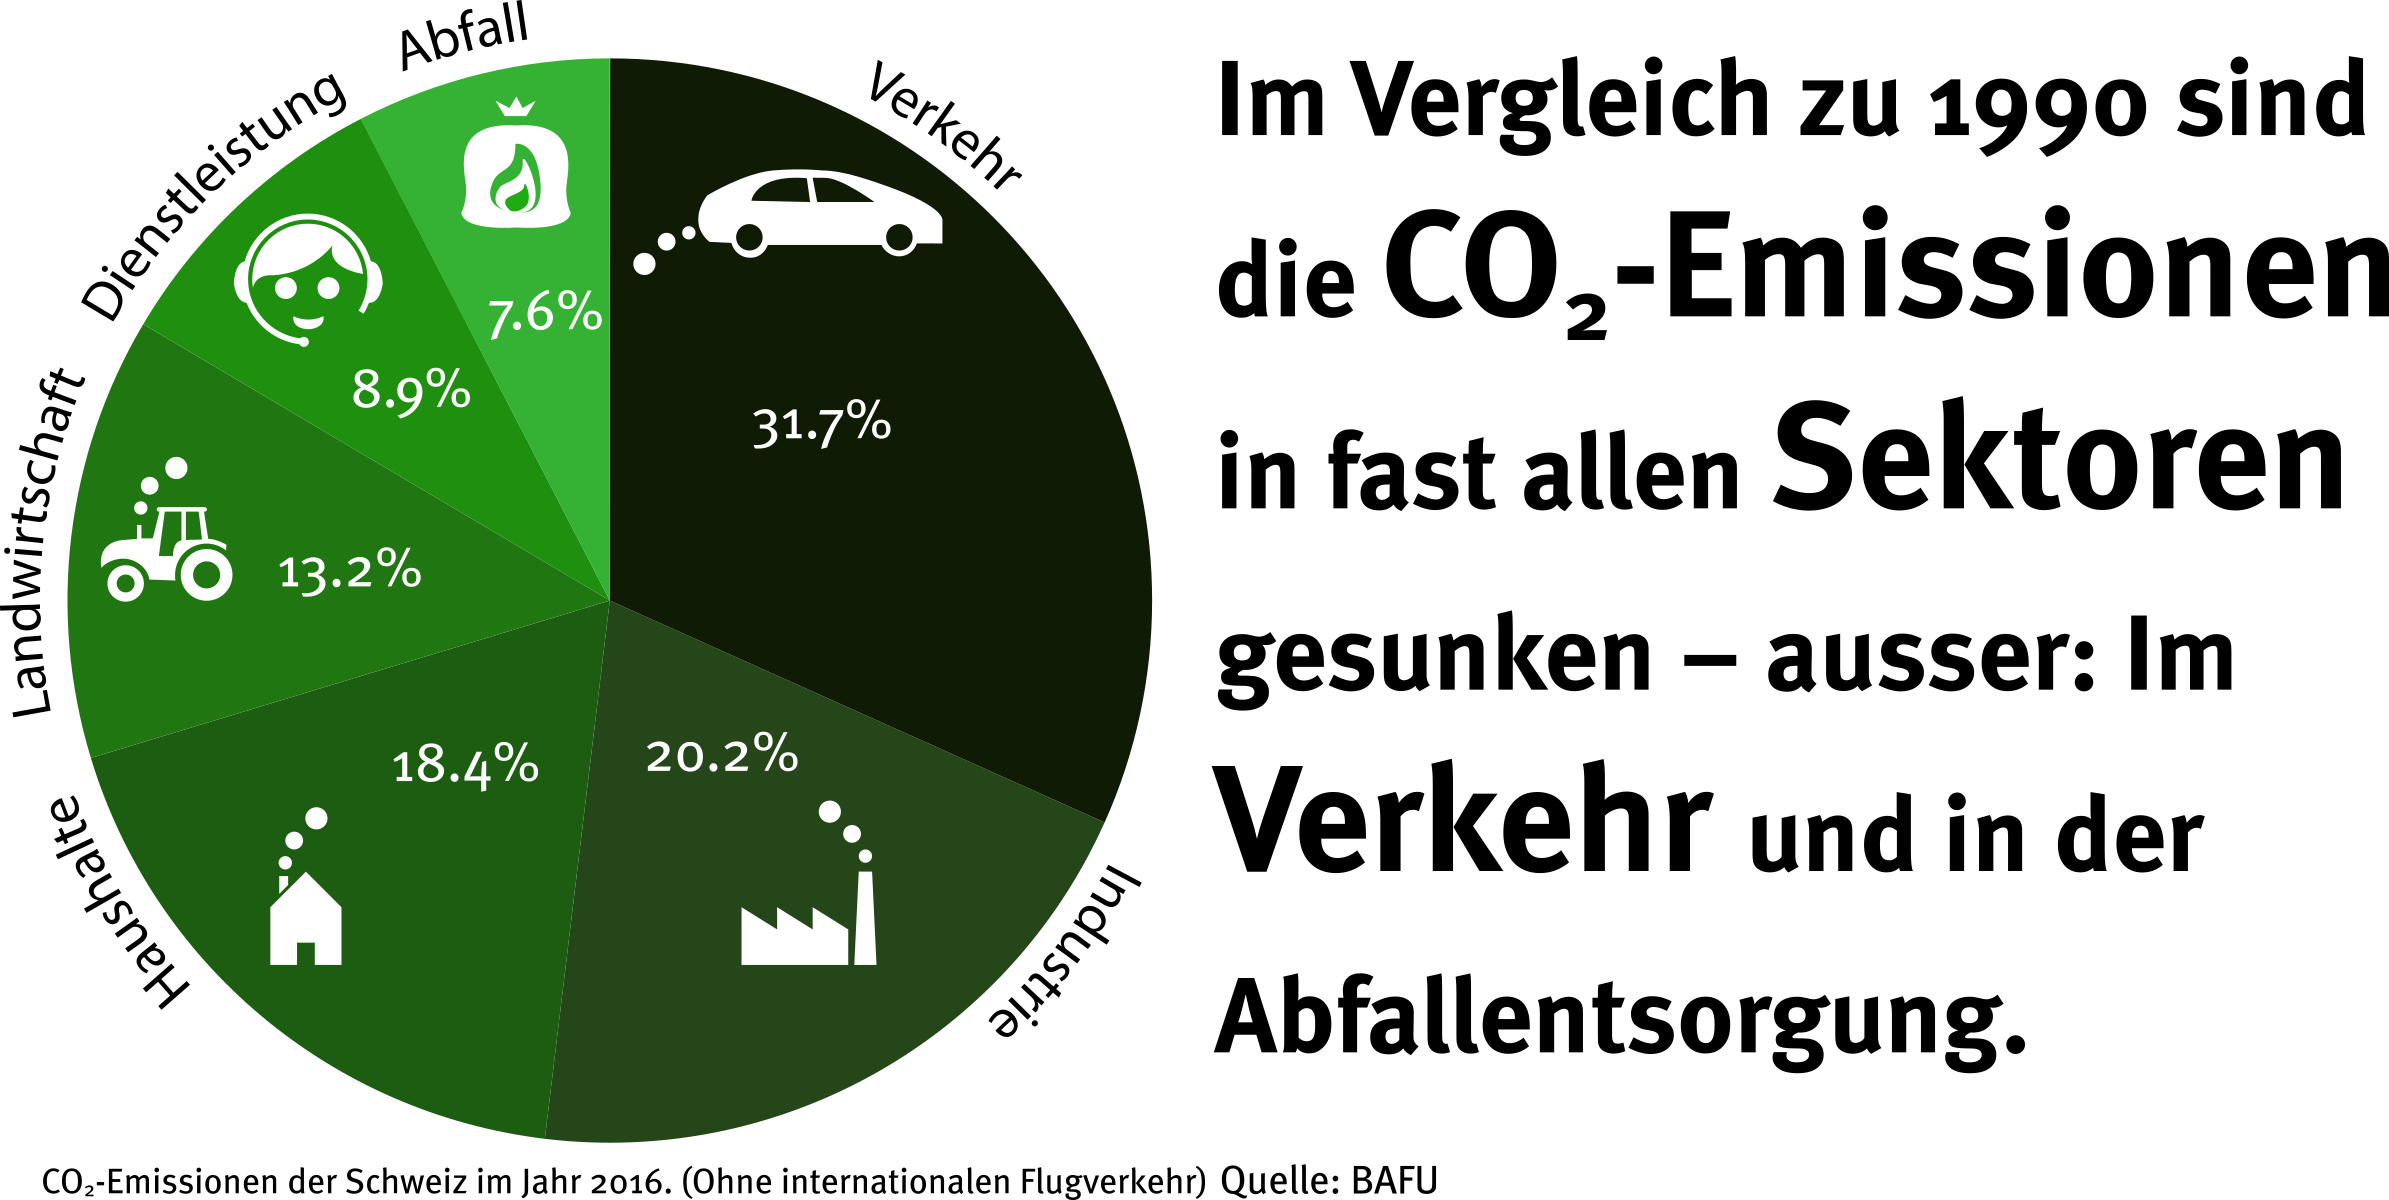 Abfall
Verkehr
Dienstleistung
Landwirtschaft
Haushalte
Industrie
7.6%
8.9%
31.7%
13.2%
18.4%
20.2%
Im Vergleich zu 1990 sind
die CO₂-Emissionen
in fast allen Sektoren
gesunken – ausser: Im
Verkehr und in der
Abfallentsorgung.
CO₂-Emissionen der Schweiz im Jahr 2016. (Ohne internationalen Flugverkehr) Quelle: BAFU